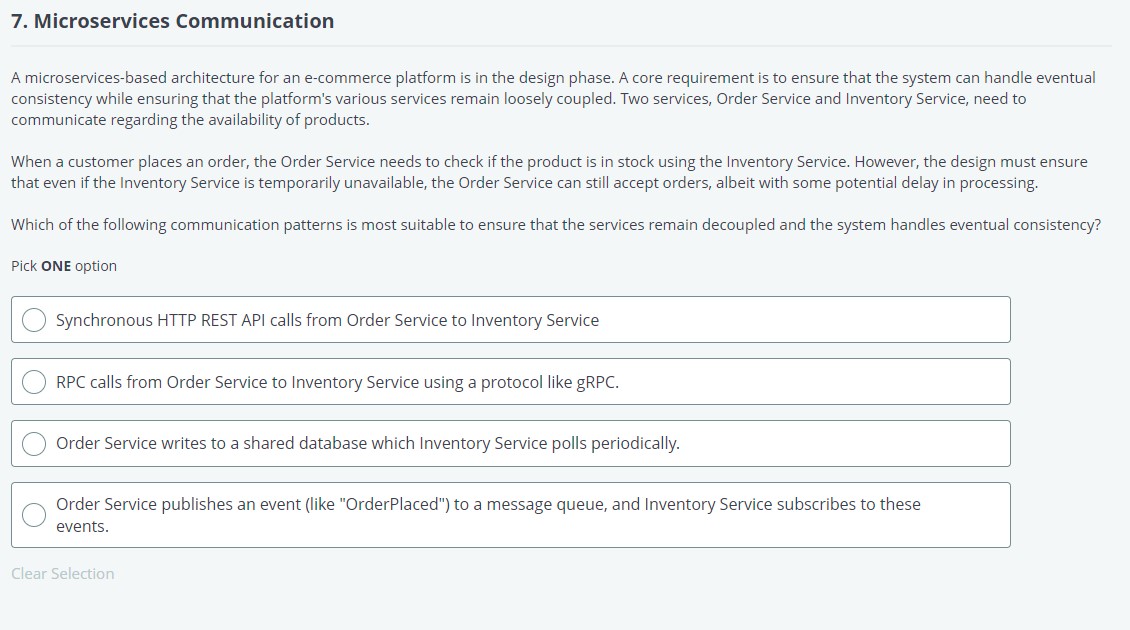 7. Microservices Communication
A microservices-based architecture for an e-commerce platform is in the design phase. A core requirement is to ensure that the system can handle eventual
consistency while ensuring that the platform's various services remain loosely coupled. Two services, Order Service and Inventory Service, need to
communicate regarding the availability of products.
When a customer places an order, the Order Service needs to check if the product is in stock using the Inventory Service. However, the design must ensure
that even if the Inventory Service is temporarily unavailable, the Order Service can still accept orders, albeit with some potential delay in processing.
Which of the following communication patterns is most suitable to ensure that the services remain decoupled and the system handles eventual consistency?
Pick ONE option
Synchronous HTTP REST API calls from Order Service to Inventory Service
RPC calls from Order Service to Inventory Service using a protocol like gRPC.
Order Service writes to a shared database which Inventory Service polls periodically.
Order Service publishes an event (like "OrderPlaced") to a message queue, and Inventory Service subscribes to these
events.
Clear Selection